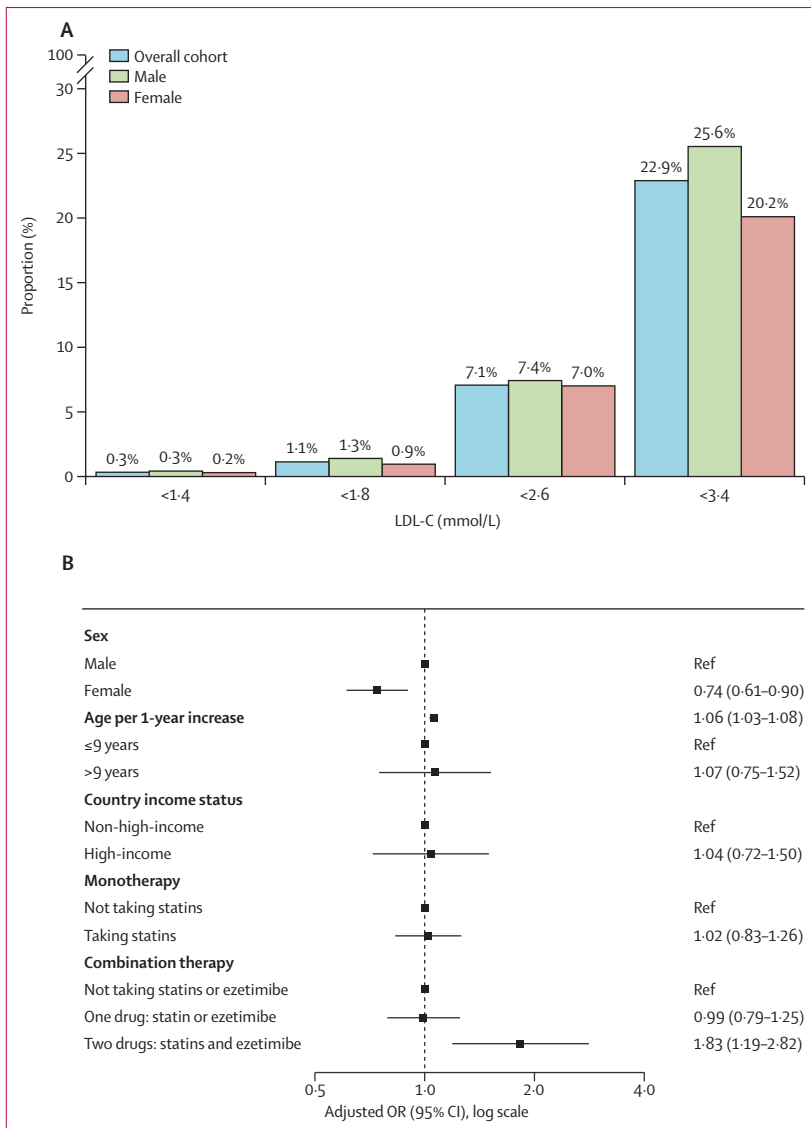 A
Overall cohort
Male
Female
100
30
25
20
15
10
5
0
Proportion (%)
0·3% 0·3% 0·2%
1·1% 1·3% 0·9%
7·1% 7·4% 7·0%
22·9% 25·6% 20·2%
<1·4 <1·8 <2·6 <3·4
LDL-C (mmol/L)
B
Sex
Male Ref
Female 0·74 (0·61–0·90)
Age per 1-year increase 1·06 (1·03–1·08)
≤9 years Ref
>9 years 1·07 (0·75–1·52)
Country income status
Non-high-income Ref
High-income 1·04 (0·72–1·50)
Monotherapy
Not taking statins Ref
Taking statins 1·02 (0·83–1·26)
Combination therapy
Not taking statins or ezetimibe Ref
One drug: statin or ezetimibe 0·99 (0·79–1·25)
Two drugs: statins and ezetimibe 1·83 (1·19–2·82)
0·5 1·0 2·0 4·0
Adjusted OR (95% CI), log scale